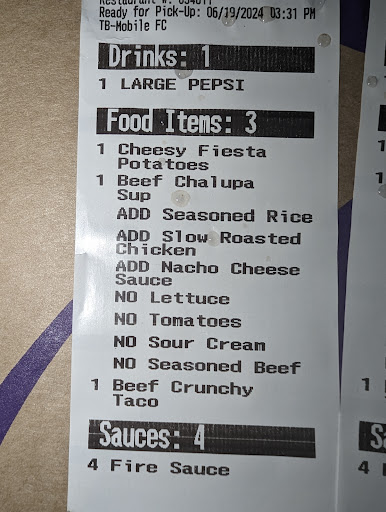 Ready for Pick-Up: 06/19/2024 03:31 PM
TB-Mobile FC
Drinks: 1
1 LARGE PEPSI
Food Items: 3
1 Cheesy Fiesta
Potatoes
1 Beef Chalupa
Sup
ADD Seasoned Rice
ADD Slow Roasted
Chicken
ADD Nacho Cheese
Sauce
NO Lettuce
NO Tomatoes
NO Sour Cream
NO Seasoned Beef
1 Beef Crunchy
Taco
Sauces: 4
4 Fire Sauce